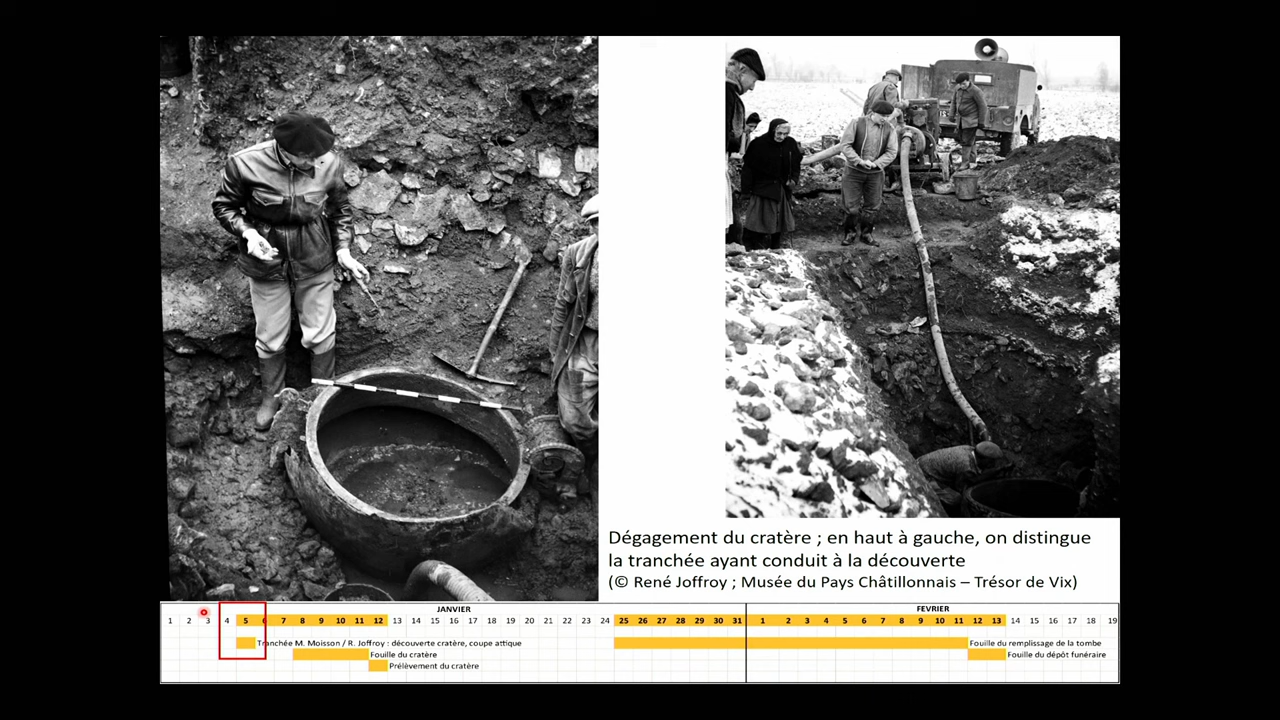 Dégagement du cratère ; en haut à gauche, on distingue
la tranchée ayant conduit à la découverte
(© René Joffroy ; Musée du Pays Châtillonnais – Trésor de Vix)
JANVIER FEVRIER
1 2 3 4 5 6 7 8 9 10 11 12 13 14 15 16 17 18 19 20 21 22 23 24 25 26 27 28 29 30 31 1 2 3 4 5 6 7 8 9 10 11 12 13 14 15 16 17 18 19
Tranchée M. Moisson / R. Joffroy : découverte cratère, coupe attique Fouille du remplissage de la tombe
Fouille du cratère Fouille du dépôt funéraire
Prélèvement du cratère